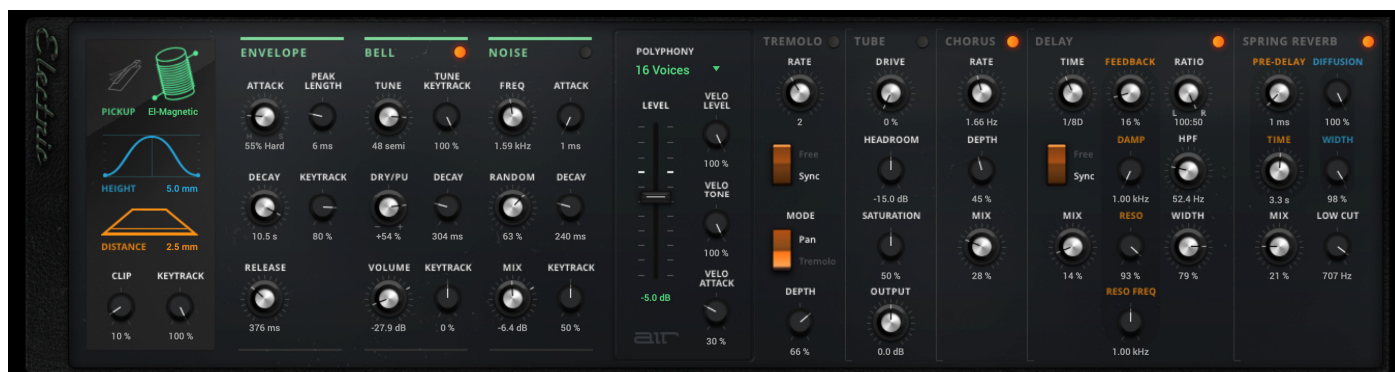 Electric
PICKUP El-Magnetic
HEIGHT 5.0 mm
DISTANCE 2.5 mm
CLIP KEYTRACK
10 % 100 %
ENVELOPE
ATTACK PEAK LENGTH
H S
55% Hard 6 ms
DECAY KEYTRACK
10.5 s 80 %
RELEASE
376 ms
BELL
TUNE TUNE KEYTRACK
48 semi 100 %
DRY/PU DECAY
− +
+54 % 304 ms
VOLUME KEYTRACK
-27.9 dB 0 %
NOISE
FREQ ATTACK
1.59 kHz 1 ms
RANDOM DECAY
63 % 240 ms
MIX KEYTRACK
-6.4 dB 50 %
POLYPHONY
16 Voices
LEVEL
-5.0 dB
air
VELO
LEVEL
100 %
VELO
TONE
100 %
VELO
ATTACK
30 %
TREMOLO
RATE
2
Free
Sync
MODE
Pan
Tremolo
DEPTH
66 %
TUBE
DRIVE
0 %
HEADROOM
-15.0 dB
SATURATION
50 %
OUTPUT
0.0 dB
CHORUS
RATE
1.66 Hz
DEPTH
45 %
MIX
28 %
DELAY
TIME FEEDBACK RATIO
L R
1/8D 16 % 100:50
Free
Sync
DAMP HPF
1.00 kHz 52.4 Hz
MIX RESO WIDTH
14 % 93 % 79 %
RESO FREQ
1.00 kHz
SPRING REVERB
PRE-DELAY DIFFUSION
1 ms 100 %
TIME WIDTH
3.3 s 98 %
MIX LOW CUT
21 % 707 Hz